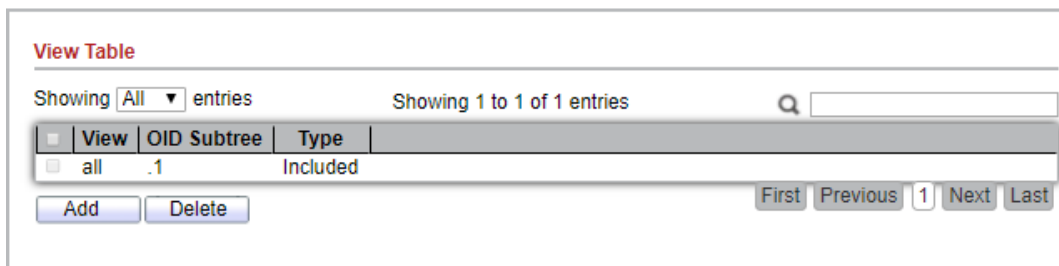 View Table
Showing All entries Showing 1 to 1 of 1 entries
View OID Subtree Type
all .1 Included
Add Delete First Previous 1 Next Last